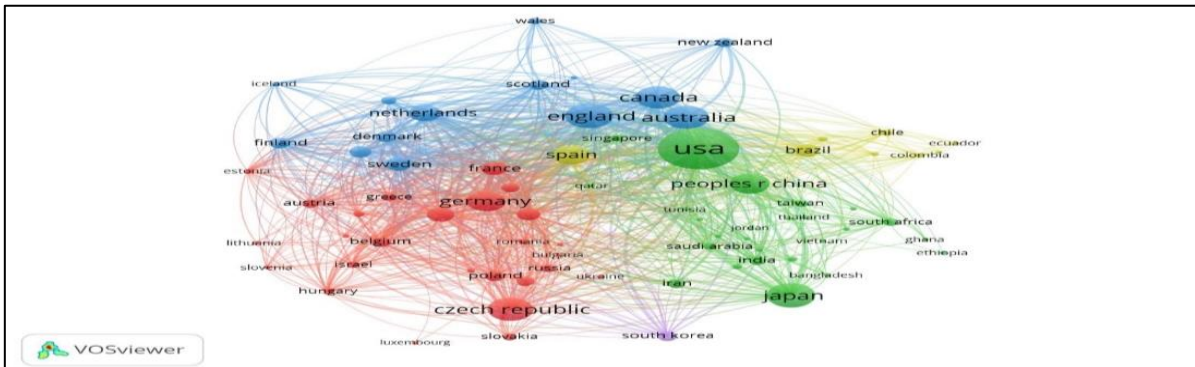 wales
new zealand
iceland
scotland
canada
netherlands
england
australia
denmark
singapore
chile
finland
usa
brazil
ecuador
sweden
spain
colombia
france
estonia
qatar
peoples r china
germany
greece
austria
tunisia
taiwan
thailand
south africa
jordan
lithuania
belgium
romania
saudi arabia
vietnam
ghana
bulgaria
india
ethiopia
slovenia
israel
poland
russia
ukraine
bangladesh
iran
hungary
japan
czech republic
slovakia
south korea
luxembourg
VOSviewer